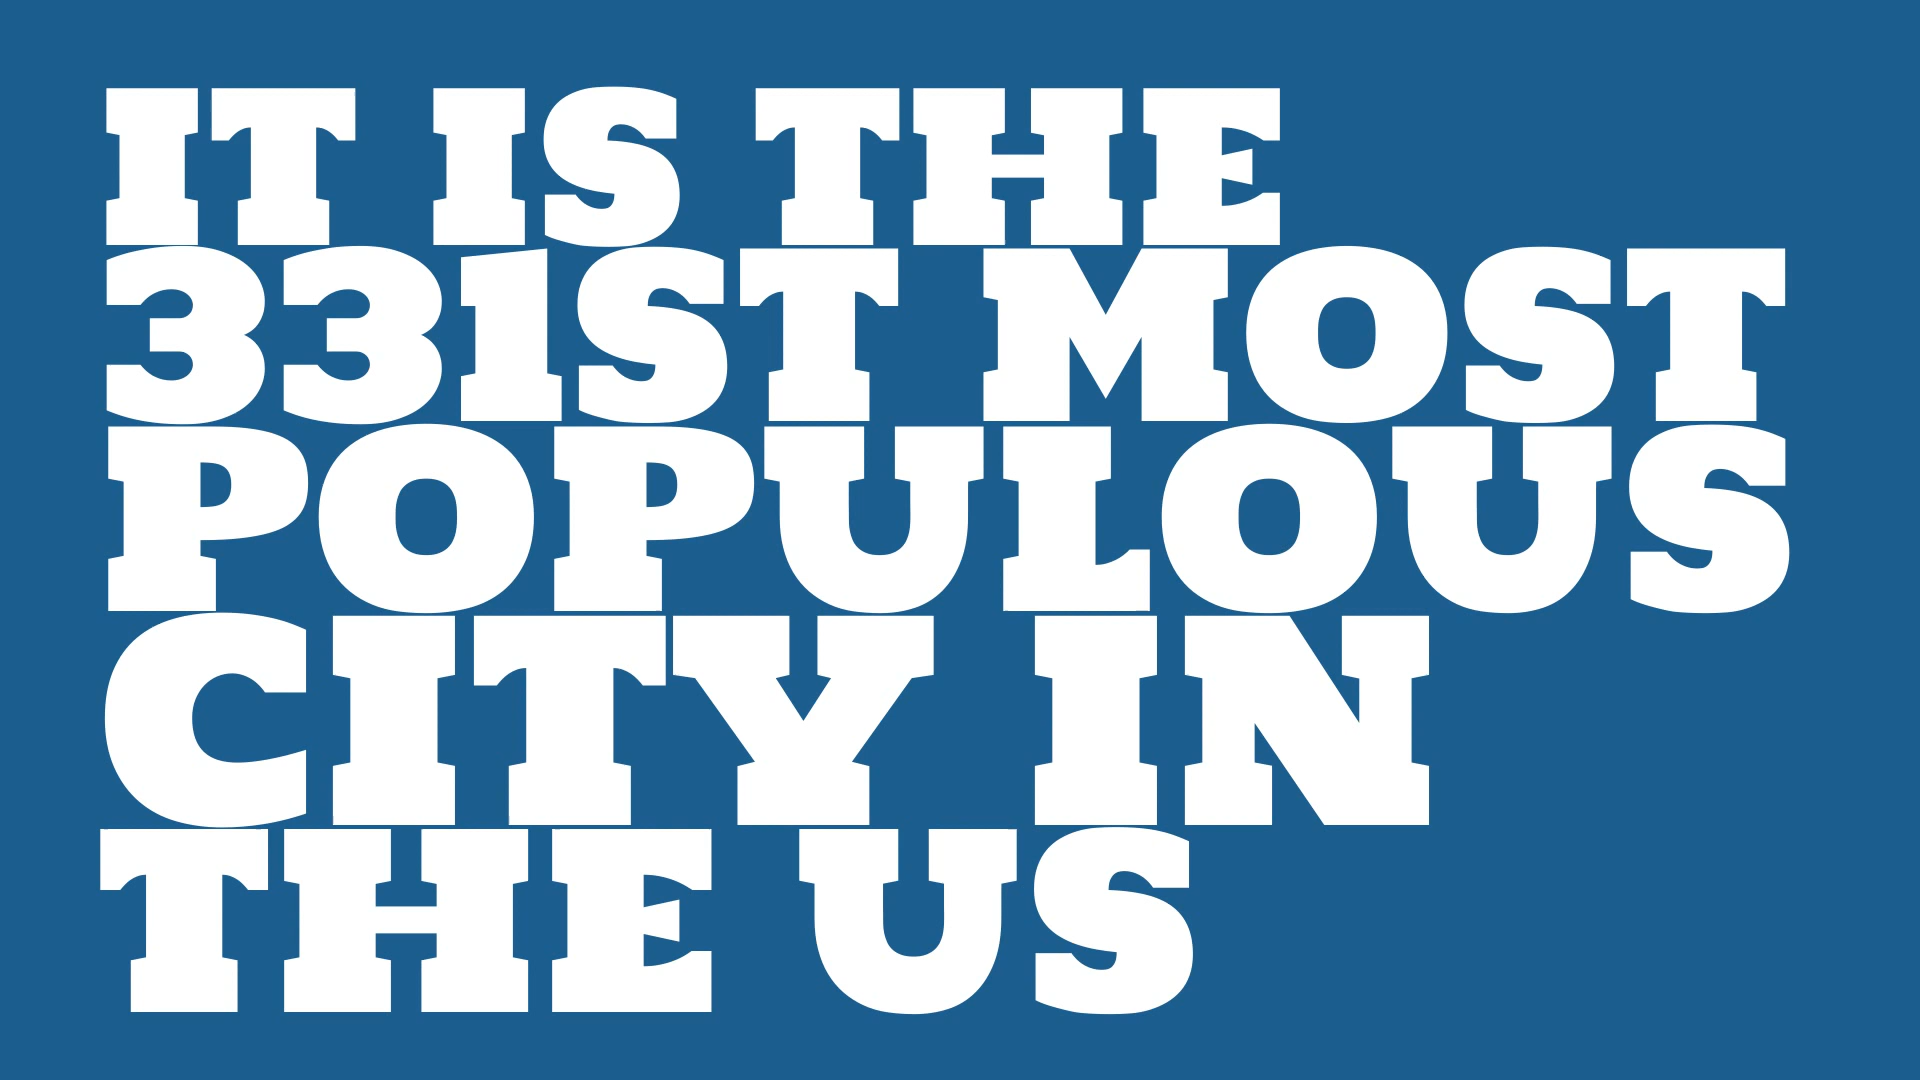 IT IS THE
331ST MOST
POPULOUS
CITY IN
THE US